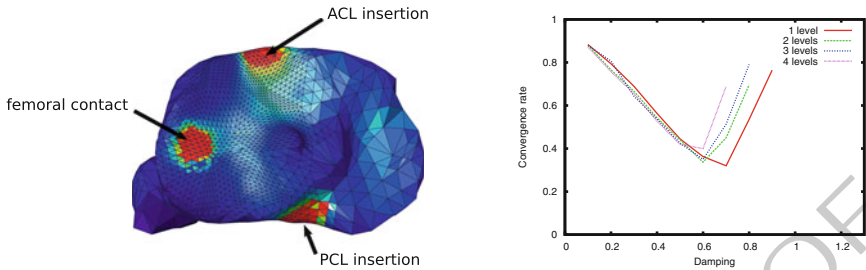 ACL insertion
femoral contact
PCL insertion
Convergence rate
1
0.8
0.6
0.4
0.2
0
0 0.2 0.4 0.6 0.8 1 1.2
Damping
1 level
2 levels
3 levels
4 levels
OF